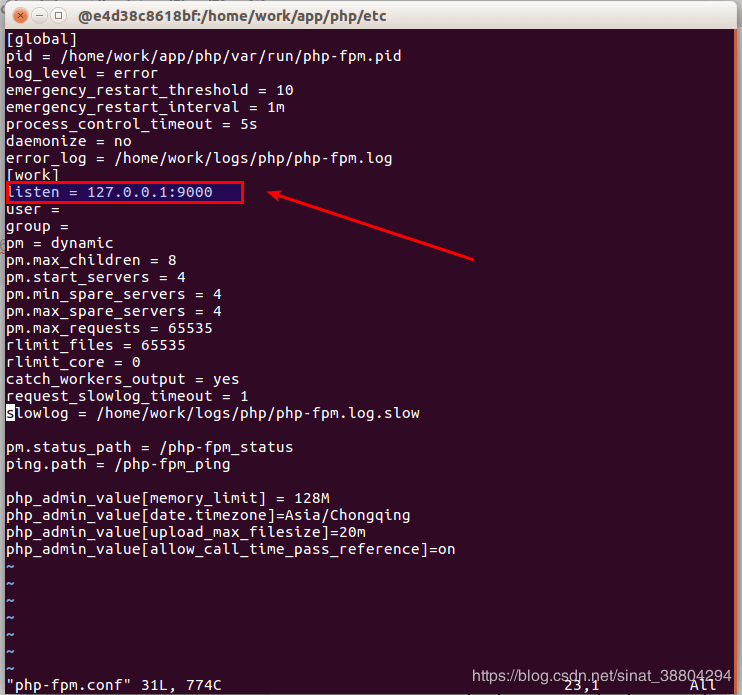 @e4d38c8618bf:/home/work/app/php/etc
[global]
pid = /home/work/app/php/var/run/php-fpm.pid
log_level = error
emergency_restart_threshold = 10
emergency_restart_interval = 1m
process_control_timeout = 5s
daemonize = no
error_log = /home/work/logs/php/php-fpm.log
[work]
listen = 127.0.0.1:9000
user =
group =
pm = dynamic
pm.max_children = 8
pm.start_servers = 4
pm.min_spare_servers = 4
pm.max_spare_servers = 4
pm.max_requests = 65535
rlimit_files = 65535
rlimit_core = 0
catch_workers_output = yes
request_slowlog_timeout = 1
slowlog = /home/work/logs/php/php-fpm.log.slow
pm.status_path = /php-fpm_status
ping.path = /php-fpm_ping
php_admin_value[memory_limit] = 128M
php_admin_value[date.timezone]=Asia/Chongqing
php_admin_value[upload_max_filesize]=20m
php_admin_value[allow_call_time_pass_reference]=on
~
~
~
~
~
~
~
https://blog.csdn.net/sinat_38804294
"php-fpm.conf" 31L, 774C 23,1 All